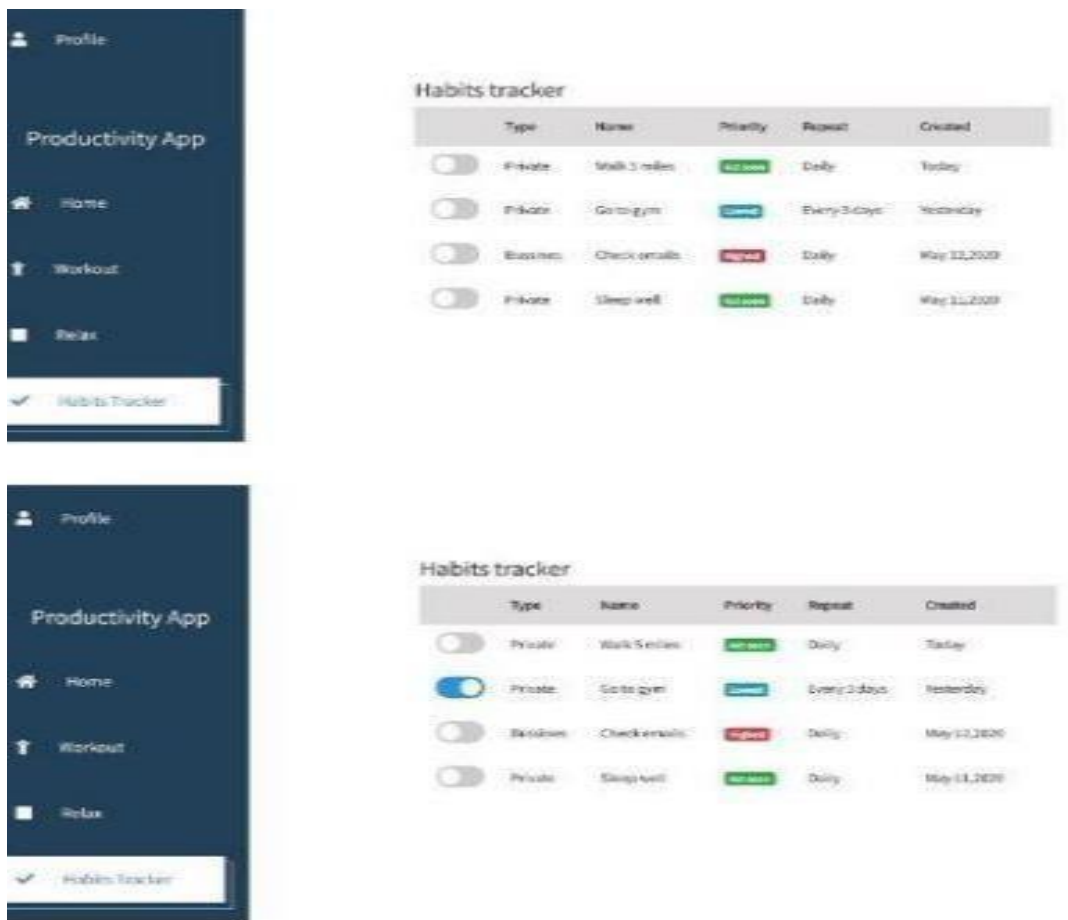 Profile
Habits tracker
Type Name Priority Repeat Created
Productivity App
Private Walk miles Daily Today
Home
Private Go to gym Every 3 days Yesterday
Check emails Highest Daily May 12,2020
Workout
Private Sleep well Daily May 11,2020
Relax
Habits Tracker
Profile
Habits tracker
Type Name Priority Repeat Created
Productivity App
Private Walk 5 miles Daily Today
Home
Private Go to gym Every 3 days Yesterday
Check emails Highest Daily May 12,2020
Workout
Private Sleep well Daily May 11,2020
Relax
Habits Tracker